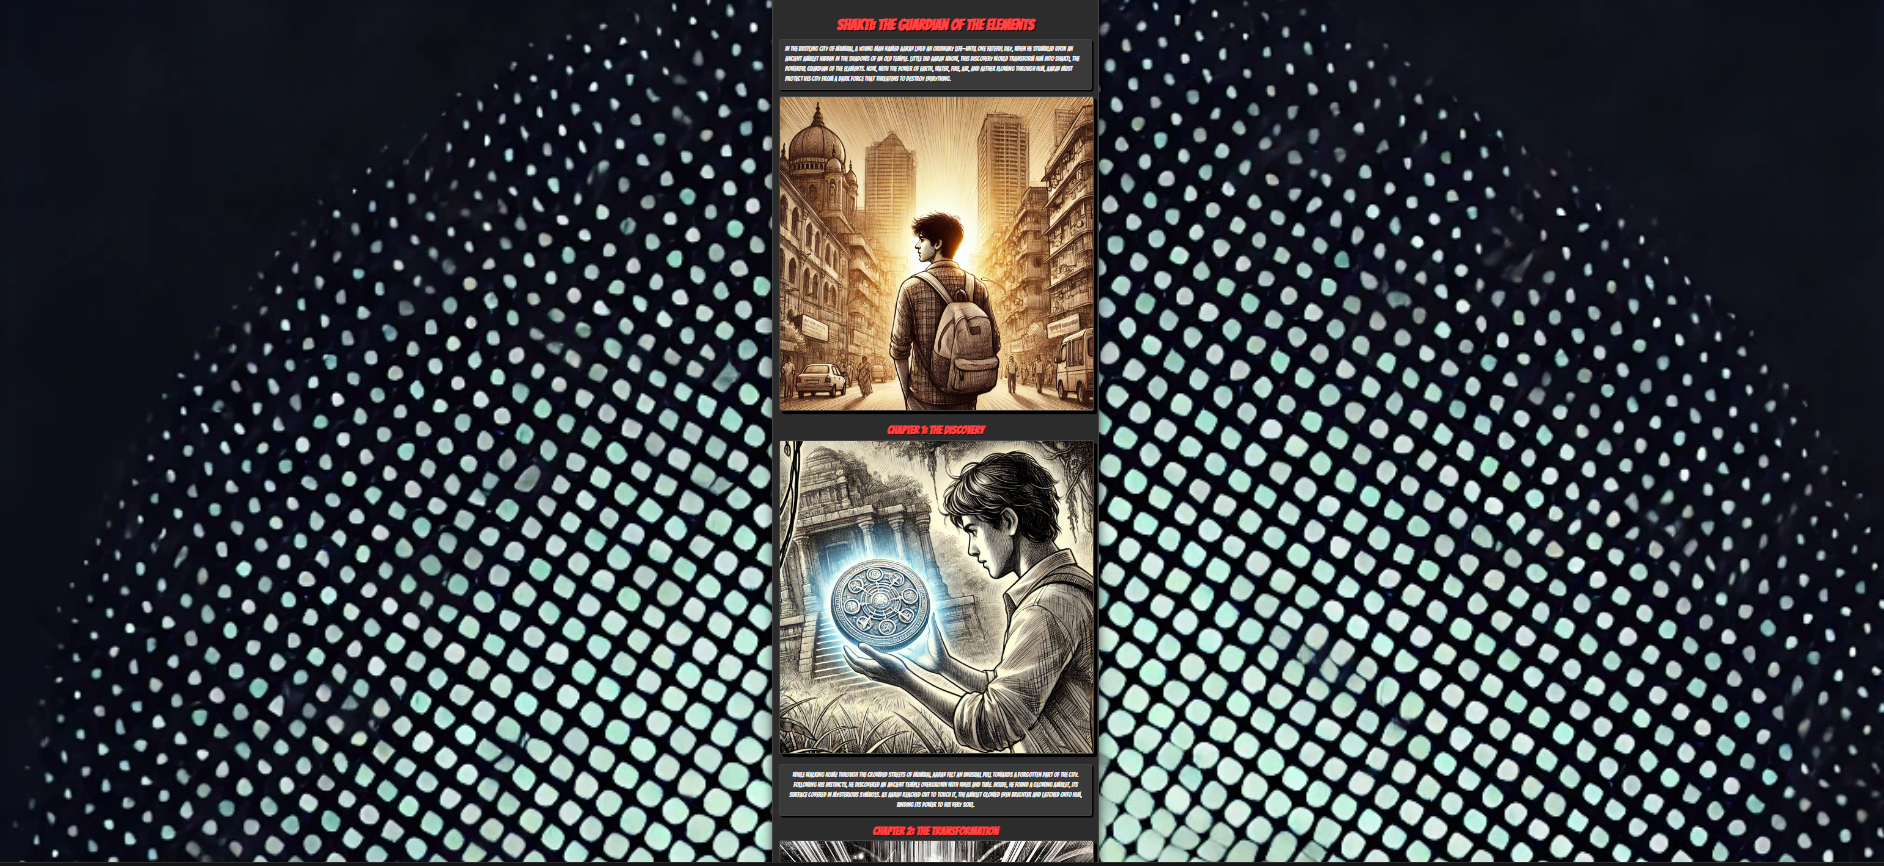 SHAKTI: THE GUARDIAN OF THE ELEMENTS
IN THE BUSTLING CITY OF MUMBAI, A YOUNG MAN NAMED AARAV LIVED AN ORDINARY LIFE—UNTIL ONE FATEFUL DAY, WHEN HE STUMBLED UPON AN
ANCIENT AMULET HIDDEN IN THE SHADOWS OF AN OLD TEMPLE. LITTLE DID AARAV KNOW, THIS DISCOVERY WOULD TRANSFORM HIM INTO SHAKTI, THE
POWERFUL GUARDIAN OF THE ELEMENTS. NOW, WITH THE POWER OF EARTH, WATER, FIRE, AIR, AND AETHER FLOWING THROUGH HIM, AARAV MUST
PROTECT HIS CITY FROM A DARK FORCE THAT THREATENS TO DESTROY EVERYTHING.
CHAPTER 1: THE DISCOVERY
WHILE WALKING HOME THROUGH THE CROWDED STREETS OF MUMBAI, AARAV FELT AN UNUSUAL PULL TOWARDS A FORGOTTEN PART OF THE CITY.
FOLLOWING HIS INSTINCTS, HE DISCOVERED AN ANCIENT TEMPLE OVERGROWN WITH VINES AND TIME. INSIDE, HE FOUND A GLOWING AMULET, ITS
SURFACE COVERED IN MYSTERIOUS SYMBOLS. AS AARAV REACHED OUT TO TOUCH IT, THE AMULET GLOWED EVEN BRIGHTER AND LATCHED ONTO HIM,
BINDING ITS POWER TO HIS VERY SOUL.
CHAPTER 2: THE TRANSFORMATION